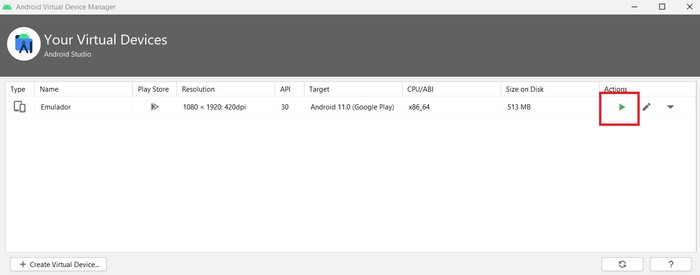 Android Virtual Device Manager
Your Virtual Devices
Android Studio
Type Name Play Store Resolution API Target CPU/ABI Size on Disk Actions
Emulador 1080 × 1920: 420dpi 30 Android 11.0 (Google Play) x86_64 513 MB
+ Create Virtual Device...
?